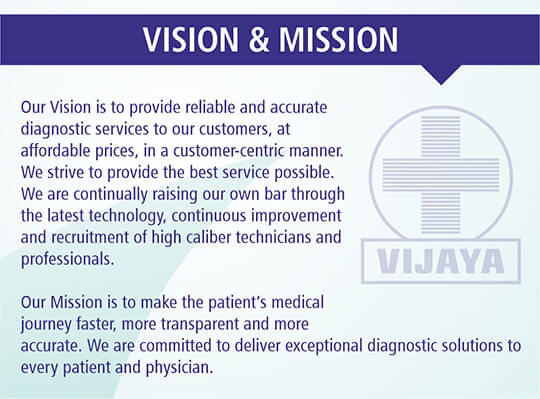 VISION & MISSION
Our Vision is to provide reliable and accurate
diagnostic services to our customers, at
affordable prices, in a customer-centric manner.
We strive to provide the best service possible.
We are continually raising our own bar through
the latest technology, continuous improvement
and recruitment of high caliber technicians and
professionals.
VIJAYA
Our Mission is to make the patient’s medical
journey faster, more transparent and more
accurate. We are committed to deliver exceptional diagnostic solutions to
every patient and physician.